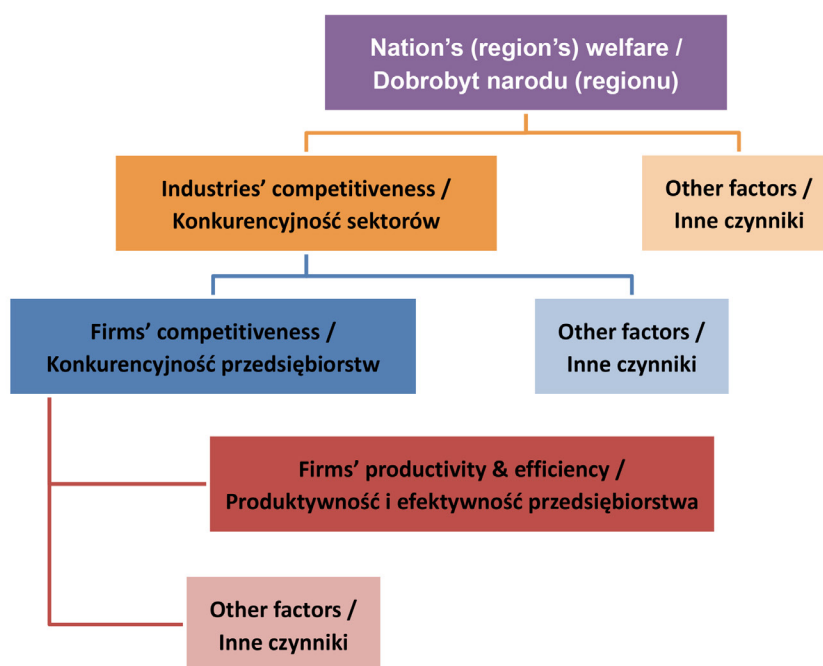 Nation's (region's) welfare /
Dobrobyt narodu (regionu)
Industries' competitiveness /
Konkurencyjność sektorów
Other factors /
Inne czynniki
Firms' competitiveness /
Konkurencyjność przedsiębiorstw
Other factors /
Inne czynniki
Firms' productivity & efficiency /
Produktywność i efektywność przedsiębiorstwa
Other factors /
Inne czynniki